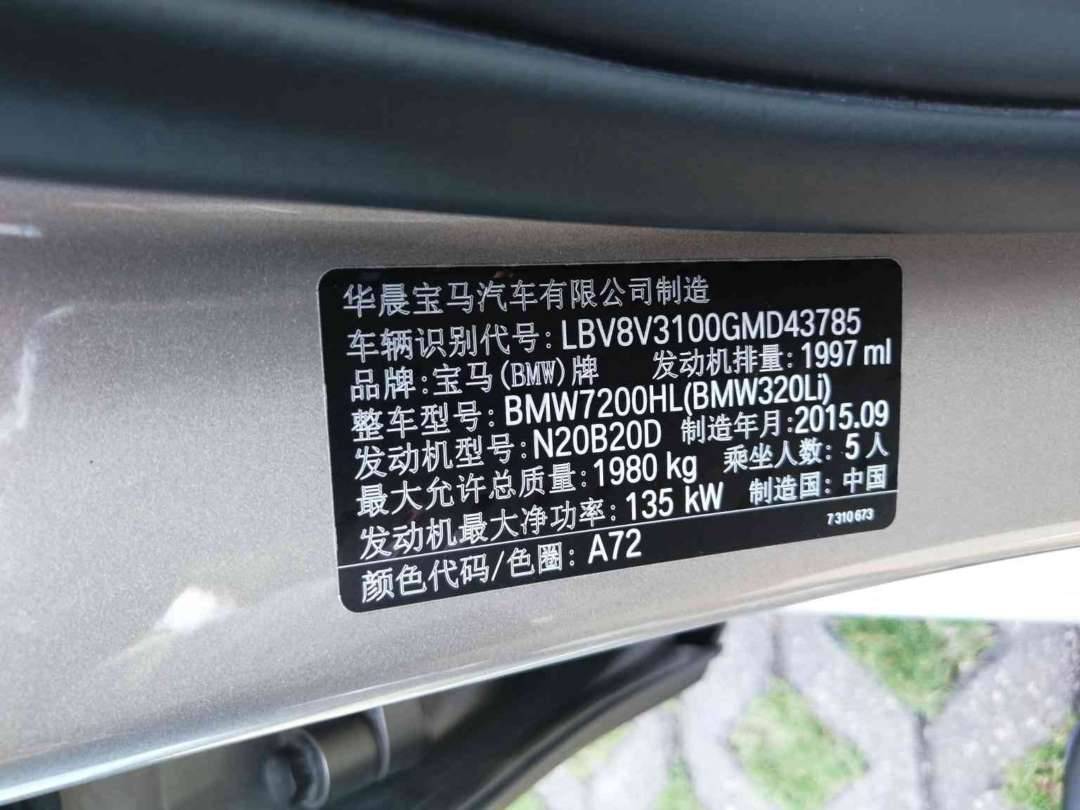 华晨宝马汽车有限公司制造
车辆识别代号: LBV8V3100GMD43785
品牌: 宝马(BMW)牌 发动机排量: 1997 ml
整车型号: BMW7200HL(BMW320Li)
发动机型号: N20B20D 制造年月: 2015.09
最大允许总质量: 1980 kg 乘坐人数: 5 人
发动机最大净功率: 135 kW 制造国: 中国
7 310 673
颜色代码/色圈: A72